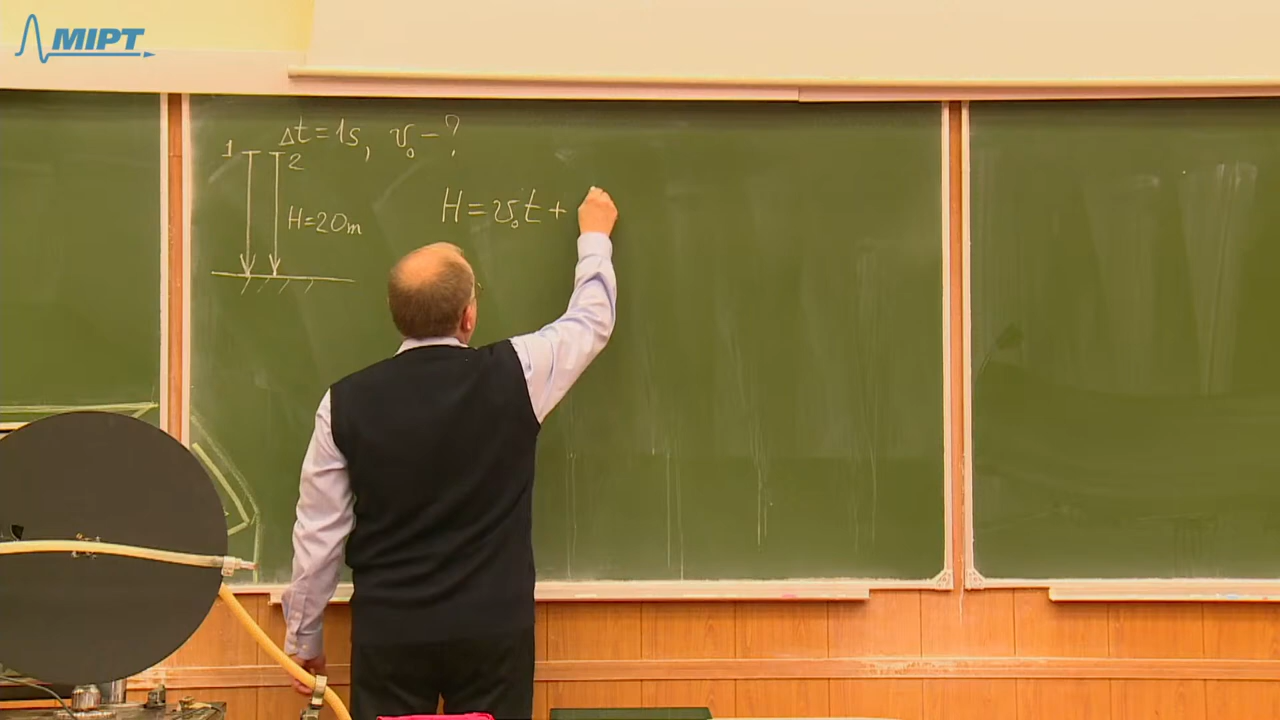 MIPT
Δt=1s, v₀-?
1 2
H=20m
H=v₀t+